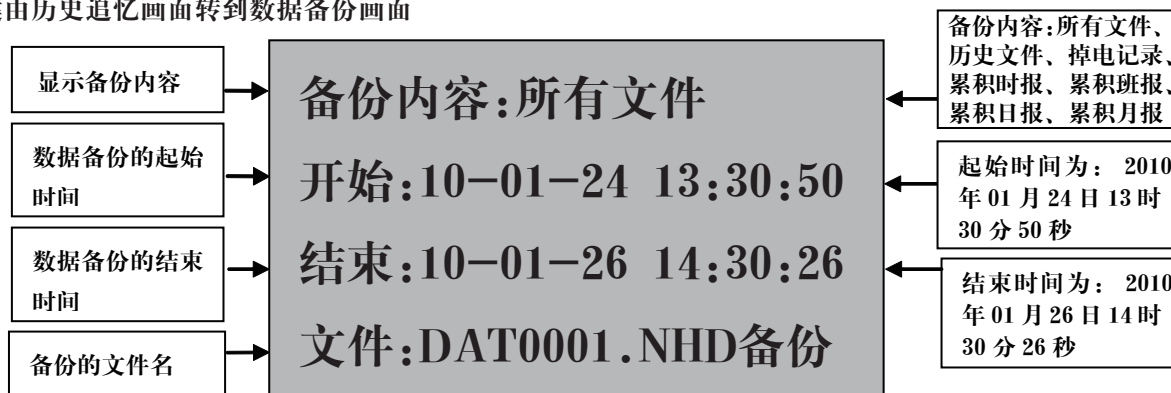 由历史追忆画面转到数据备份画面
显示备份内容
数据备份的起始
时间
数据备份的结束
时间
备份的文件名
备份内容:所有文件
开始:10-01-24 13:30:50
结束:10-01-26 14:30:26
文件:DAT0001.NHD备份
备份内容:所有文件、
历史文件、掉电记录、
累积时报、累积班报、
累积日报、累积月报
起始时间为: 2010
年 01 月 24 日 13 时
30 分 50 秒
结束时间为: 2010
年 01 月 26 日 14 时
30 分 26 秒